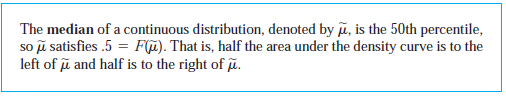 The median of a continuous distribution, denoted by μ̃, is the 50th percentile,
so μ̃ satisfies .5 = F(μ̃). That is, half the area under the density curve is to the
left of μ̃ and half is to the right of μ̃.